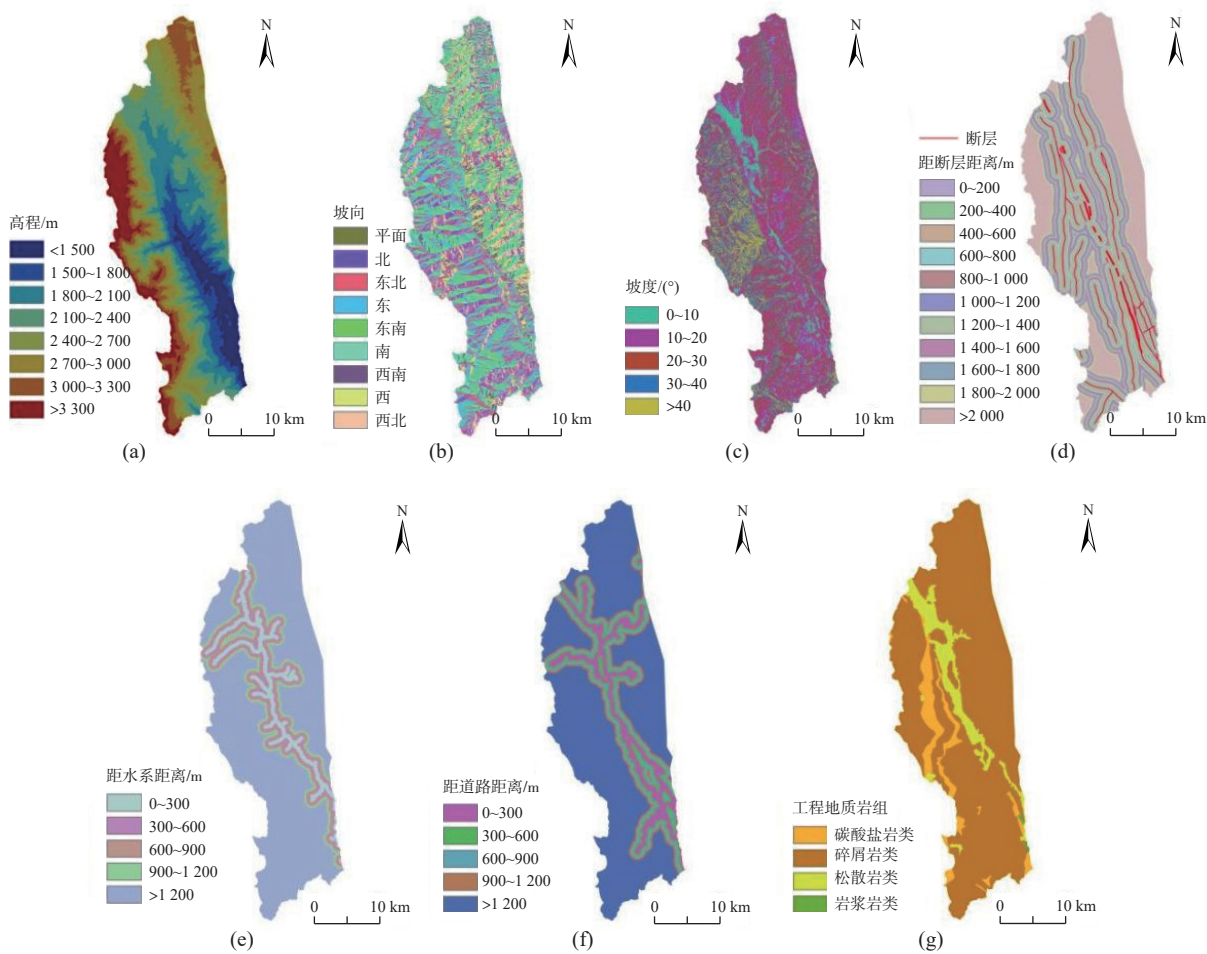 N
高程/m
<1 500
1 500~1 800
1 800~2 100
2 100~2 400
2 400~2 700
2 700~3 000
3 000~3 300
>3 300
0 10 km
(a)
N
坡向
平面
北
东北
东
东南
南
西南
西
西北
0 10 km
(b)
N
坡度/(°)
0~10
10~20
20~30
30~40
>40
0 10 km
(c)
N
断层
距断层距离/m
0~200
200~400
400~600
600~800
800~1 000
1 000~1 200
1 200~1 400
1 400~1 600
1 600~1 800
1 800~2 000
>2 000
0 10 km
(d)
N
距水系距离/m
0~300
300~600
600~900
900~1 200
>1 200
0 10 km
(e)
N
距道路距离/m
0~300
300~600
600~900
900~1 200
>1 200
0 10 km
(f)
N
工程地质岩组
碳酸盐岩类
碎屑岩类
松散岩类
岩浆岩类
0 10 km
(g)